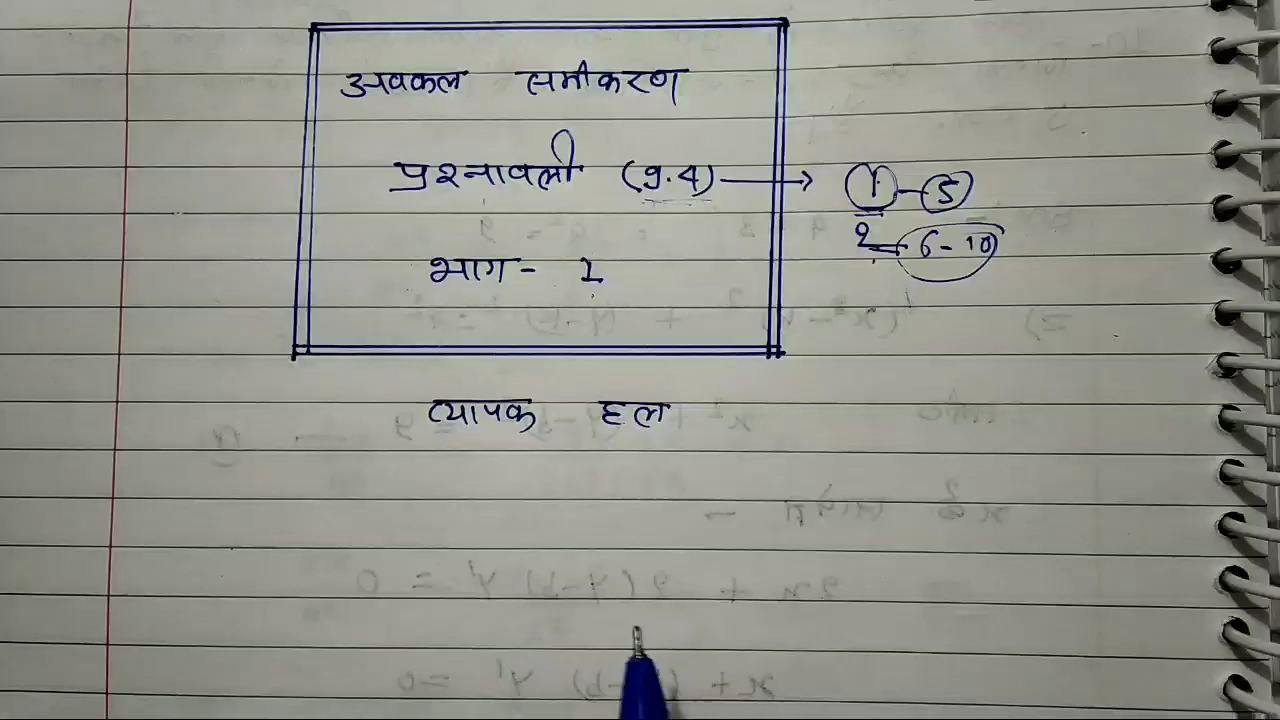 अवकल समीकरण
प्रश्नावली (9.4) → 1 - 5
2 - 6 - 10
भाग - 1
व्यापक हल